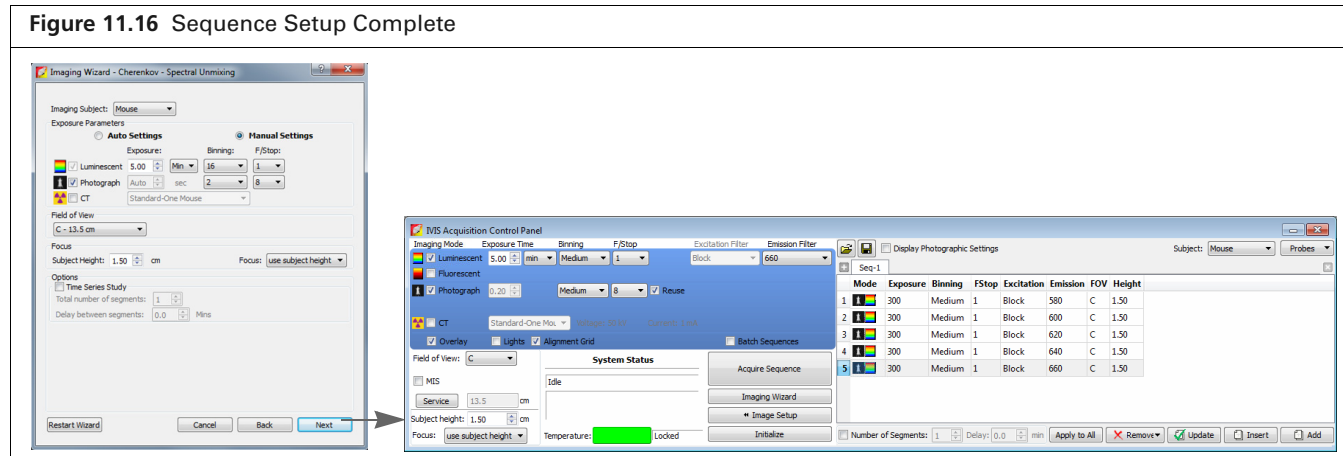 Figure 11.16 Sequence Setup Complete
Imaging Wizard - Cherenkov - Spectral Unmixing
Imaging Subject: Mouse
Exposure Parameters
Auto Settings Manual Settings
Exposure: Binning: F/Stop:
Luminescent 5.00 Min 16 1
Photograph Auto sec 2 8
CT Standard-One Mouse
Field of View
C - 13.5 cm
Focus
Subject Height: 1.50 cm Focus: use subject height
Options
Time Series Study
Total number of segments: 1
Delay between segments: 0.0 Mins
Restart Wizard Cancel Back Next
IVIS Acquisition Control Panel
Imaging Mode Exposure Time Binning F/Stop Excitation Filter Emission Filter
Luminescent 5.00 min Medium 1 Block 660
Fluorescent
Photograph 0.20 Medium 8 Reuse
CT Standard-One Mou
Overlay Lights Alignment Grid Batch Sequences
Field of View: C
MIS
Service 13.5 cm
Subject height: 1.50 cm
Focus: use subject height
System Status
Idle
Temperature: Locked
Acquire Sequence
Imaging Wizard
Image Setup
Initialize
Display Photographic Settings Subject: Mouse Probes
Seq-1
Mode Exposure Binning FStop Excitation Emission FOV Height
1 300 Medium 1 Block 580 C 1.50
2 300 Medium 1 Block 600 C 1.50
3 300 Medium 1 Block 620 C 1.50
4 300 Medium 1 Block 640 C 1.50
5 300 Medium 1 Block 660 C 1.50
Number of Segments: 1 Delay: 0.0 min Apply to All Remove Update Insert Add